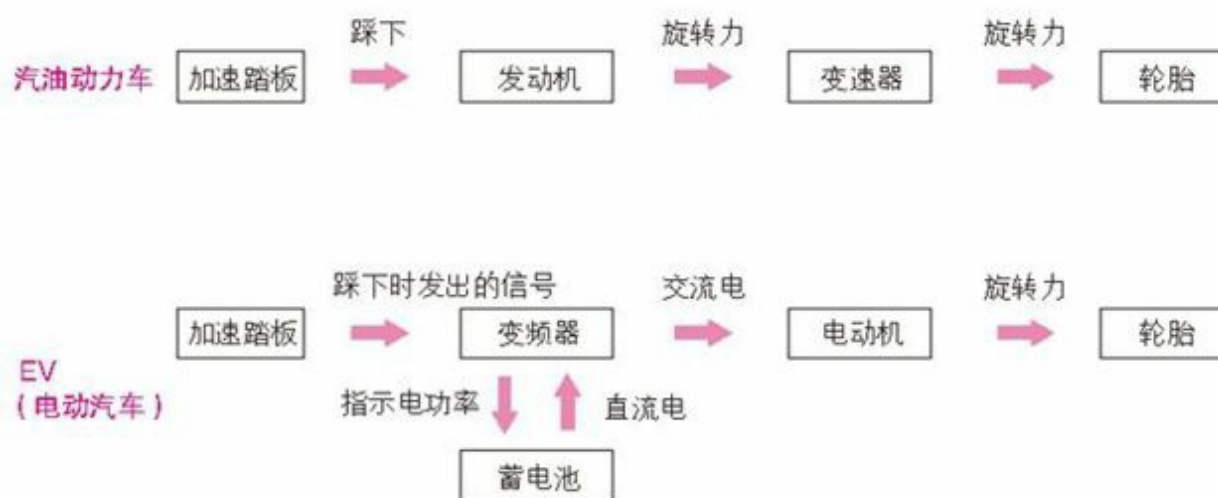 踩下 旋转力 旋转力
汽油动力车 加速踏板 发动机 变速器 轮胎
踩下时发出的信号 交流电 旋转力
加速踏板 变频器 电动机 轮胎
EV
(电动汽车) 指示电功率 直流电
蓄电池